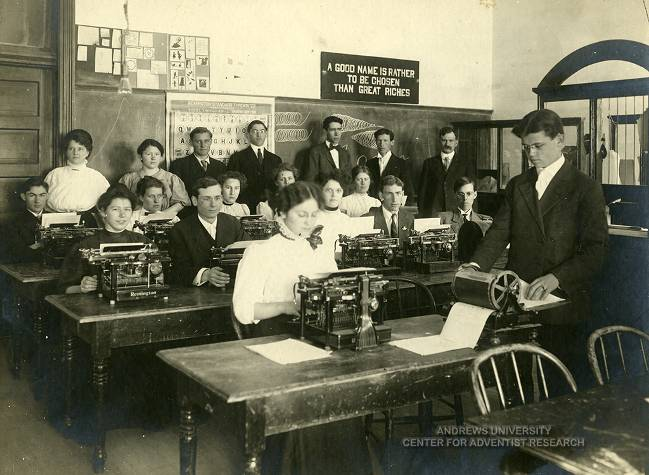 A GOOD NAME IS RATHER
TO BE CHOSEN
THAN GREAT RICHES
Remington
ANDREWS UNIVERSITY
CENTER FOR ADVENTIST RESEARCH